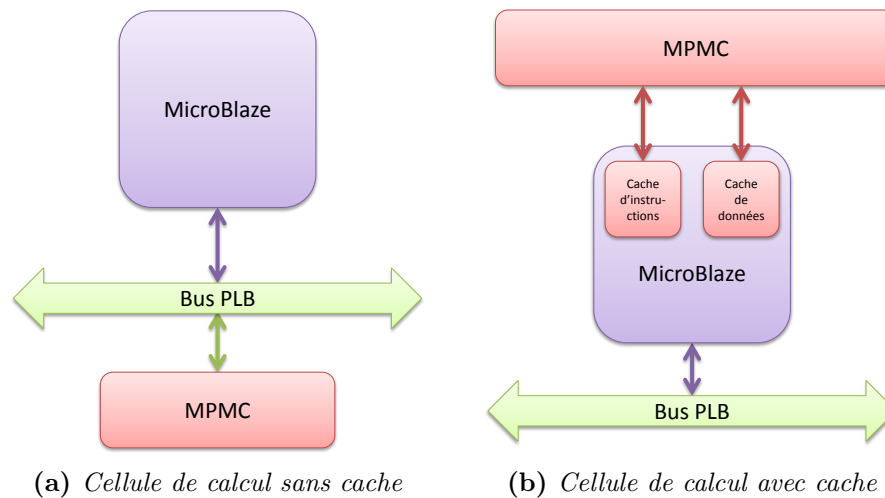 MicroBlaze
Bus PLB
MPMC
(a) Cellule de calcul sans cache
MPMC
Cache
d'instru-
ctions
Cache
de
données
MicroBlaze
Bus PLB
(b) Cellule de calcul avec cache